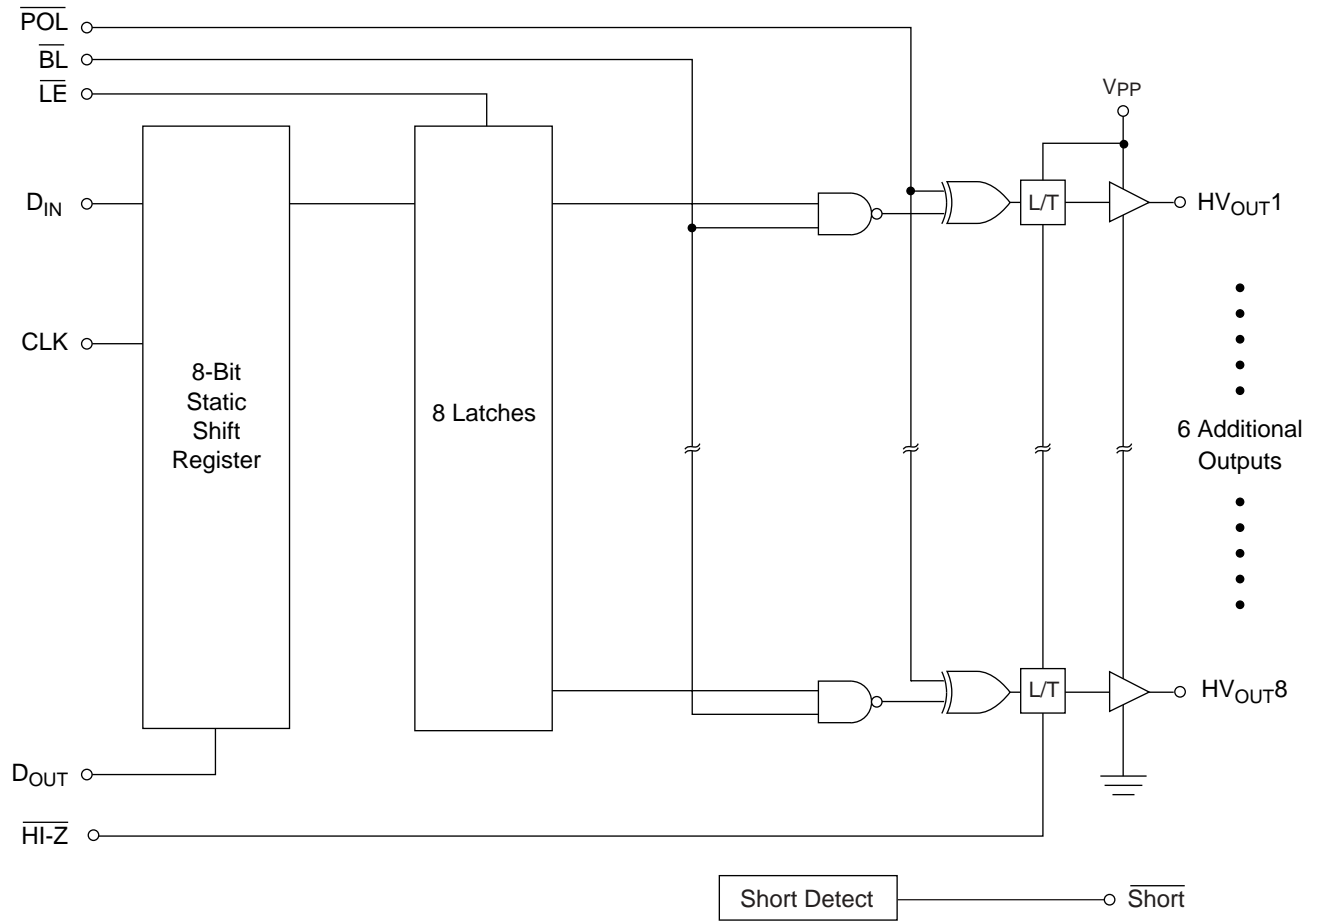 POL
BL
LE
VPP
DIN
L/T
HVOUT1
CLK
8-Bit
Static
Shift
Register
8 Latches
6 Additional
Outputs
L/T
HVOUT8
DOUT
HI-Z
Short Detect
Short